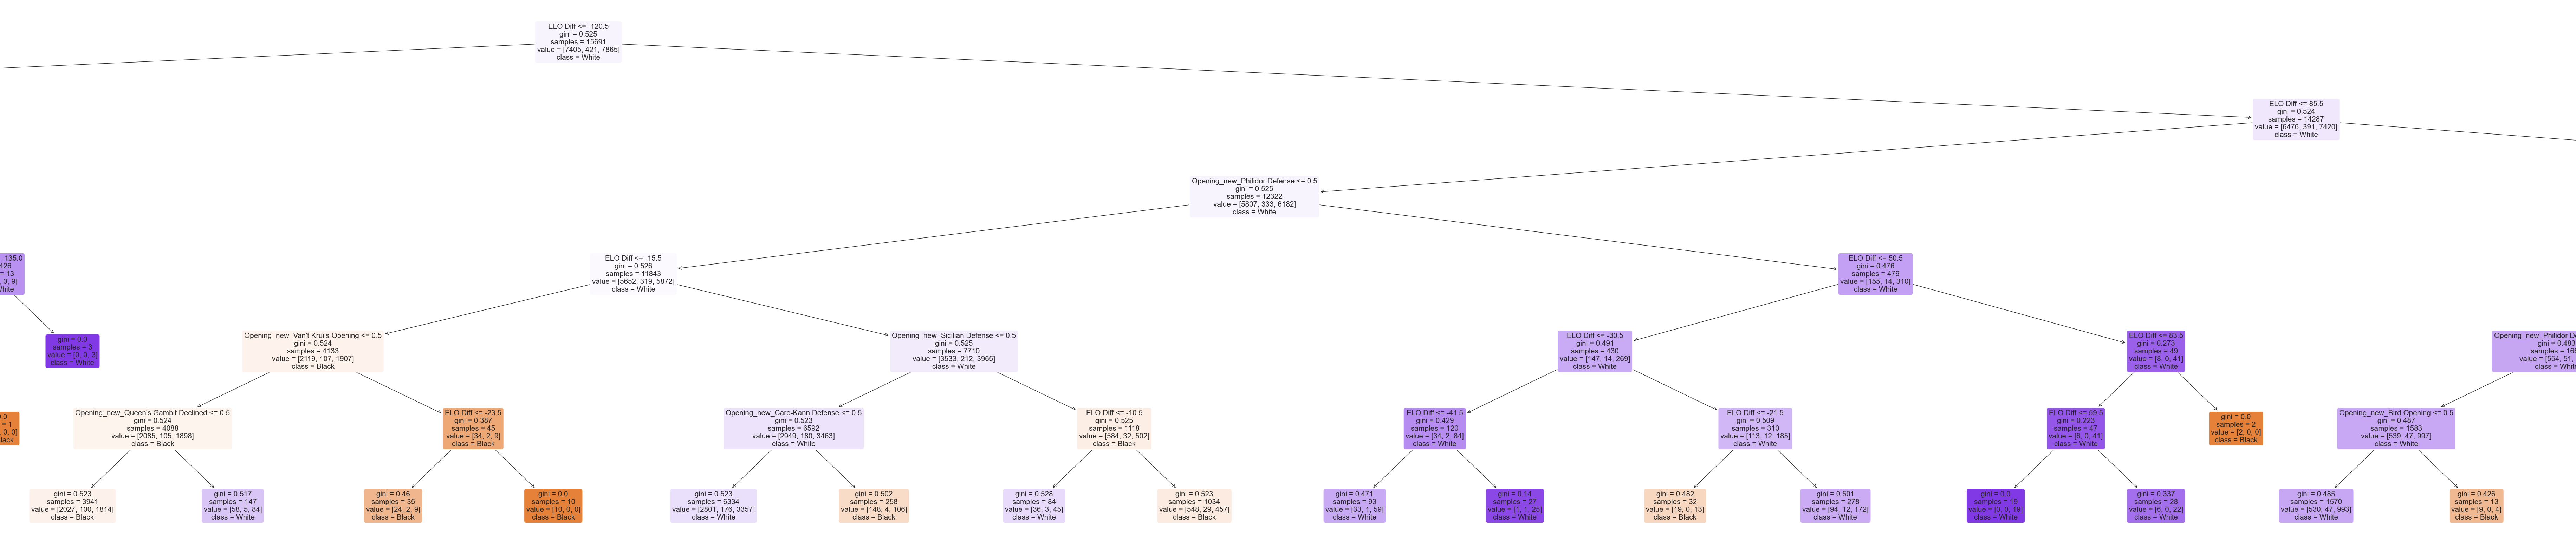 ELO Diff <= -120.5
gini = 0.525
samples = 15691
value = [7405, 421, 7865]
class = White
ELO Diff <= 85.5
gini = 0.524
samples = 14287
value = [6476, 391, 7420]
class = White
Opening_new_Philidor Defense <= 0.5
gini = 0.525
samples = 12322
value = [5807, 333, 6182]
class = White
-135.0
426
= 13
, 0, 9]
White
ELO Diff <= -15.5
gini = 0.526
samples = 11843
value = [5652, 319, 5872]
class = White
ELO Diff <= 50.5
gini = 0.476
samples = 479
value = [155, 14, 310]
class = White
gini = 0.0
samples = 3
value = [0, 0, 3]
class = White
Opening_new_Van't Kruijs Opening <= 0.5
gini = 0.524
samples = 4133
value = [2119, 107, 1907]
class = Black
Opening_new_Sicilian Defense <= 0.5
gini = 0.525
samples = 7710
value = [3533, 212, 3965]
class = White
ELO Diff <= -30.5
gini = 0.491
samples = 430
value = [147, 14, 269]
class = White
ELO Diff <= 83.5
gini = 0.273
samples = 49
value = [8, 0, 41]
class = White
Opening_new_Philidor De
gini = 0.483
samples = 166
value = [554, 51,
class = White
0.0
= 1
, 0, 0]
Black
Opening_new_Queen's Gambit Declined <= 0.5
gini = 0.524
samples = 4088
value = [2085, 105, 1898]
class = Black
ELO Diff <= -23.5
gini = 0.387
samples = 45
value = [34, 2, 9]
class = Black
Opening_new_Caro-Kann Defense <= 0.5
gini = 0.523
samples = 6592
value = [2949, 180, 3463]
class = White
ELO Diff <= -10.5
gini = 0.525
samples = 1118
value = [584, 32, 502]
class = Black
ELO Diff <= -41.5
gini = 0.429
samples = 120
value = [34, 2, 84]
class = White
ELO Diff <= -21.5
gini = 0.509
samples = 310
value = [113, 12, 185]
class = White
ELO Diff <= 59.5
gini = 0.223
samples = 47
value = [6, 0, 41]
class = White
gini = 0.0
samples = 2
value = [2, 0, 0]
class = Black
Opening_new_Bird Opening <= 0.5
gini = 0.487
samples = 1583
value = [539, 47, 997]
class = White
gini = 0.523
samples = 3941
value = [2027, 100, 1814]
class = Black
gini = 0.517
samples = 147
value = [58, 5, 84]
class = White
gini = 0.46
samples = 35
value = [24, 2, 9]
class = Black
gini = 0.0
samples = 10
value = [10, 0, 0]
class = Black
gini = 0.523
samples = 6334
value = [2801, 176, 3357]
class = White
gini = 0.502
samples = 258
value = [148, 4, 106]
class = Black
gini = 0.528
samples = 84
value = [36, 3, 45]
class = White
gini = 0.523
samples = 1034
value = [548, 29, 457]
class = Black
gini = 0.471
samples = 93
value = [33, 1, 59]
class = White
gini = 0.14
samples = 27
value = [1, 1, 25]
class = White
gini = 0.482
samples = 32
value = [19, 0, 13]
class = Black
gini = 0.501
samples = 278
value = [94, 12, 172]
class = White
gini = 0.0
samples = 19
value = [0, 0, 19]
class = White
gini = 0.337
samples = 28
value = [6, 0, 22]
class = White
gini = 0.485
samples = 1570
value = [530, 47, 993]
class = White
gini = 0.426
samples = 13
value = [9, 0, 4]
class = Black